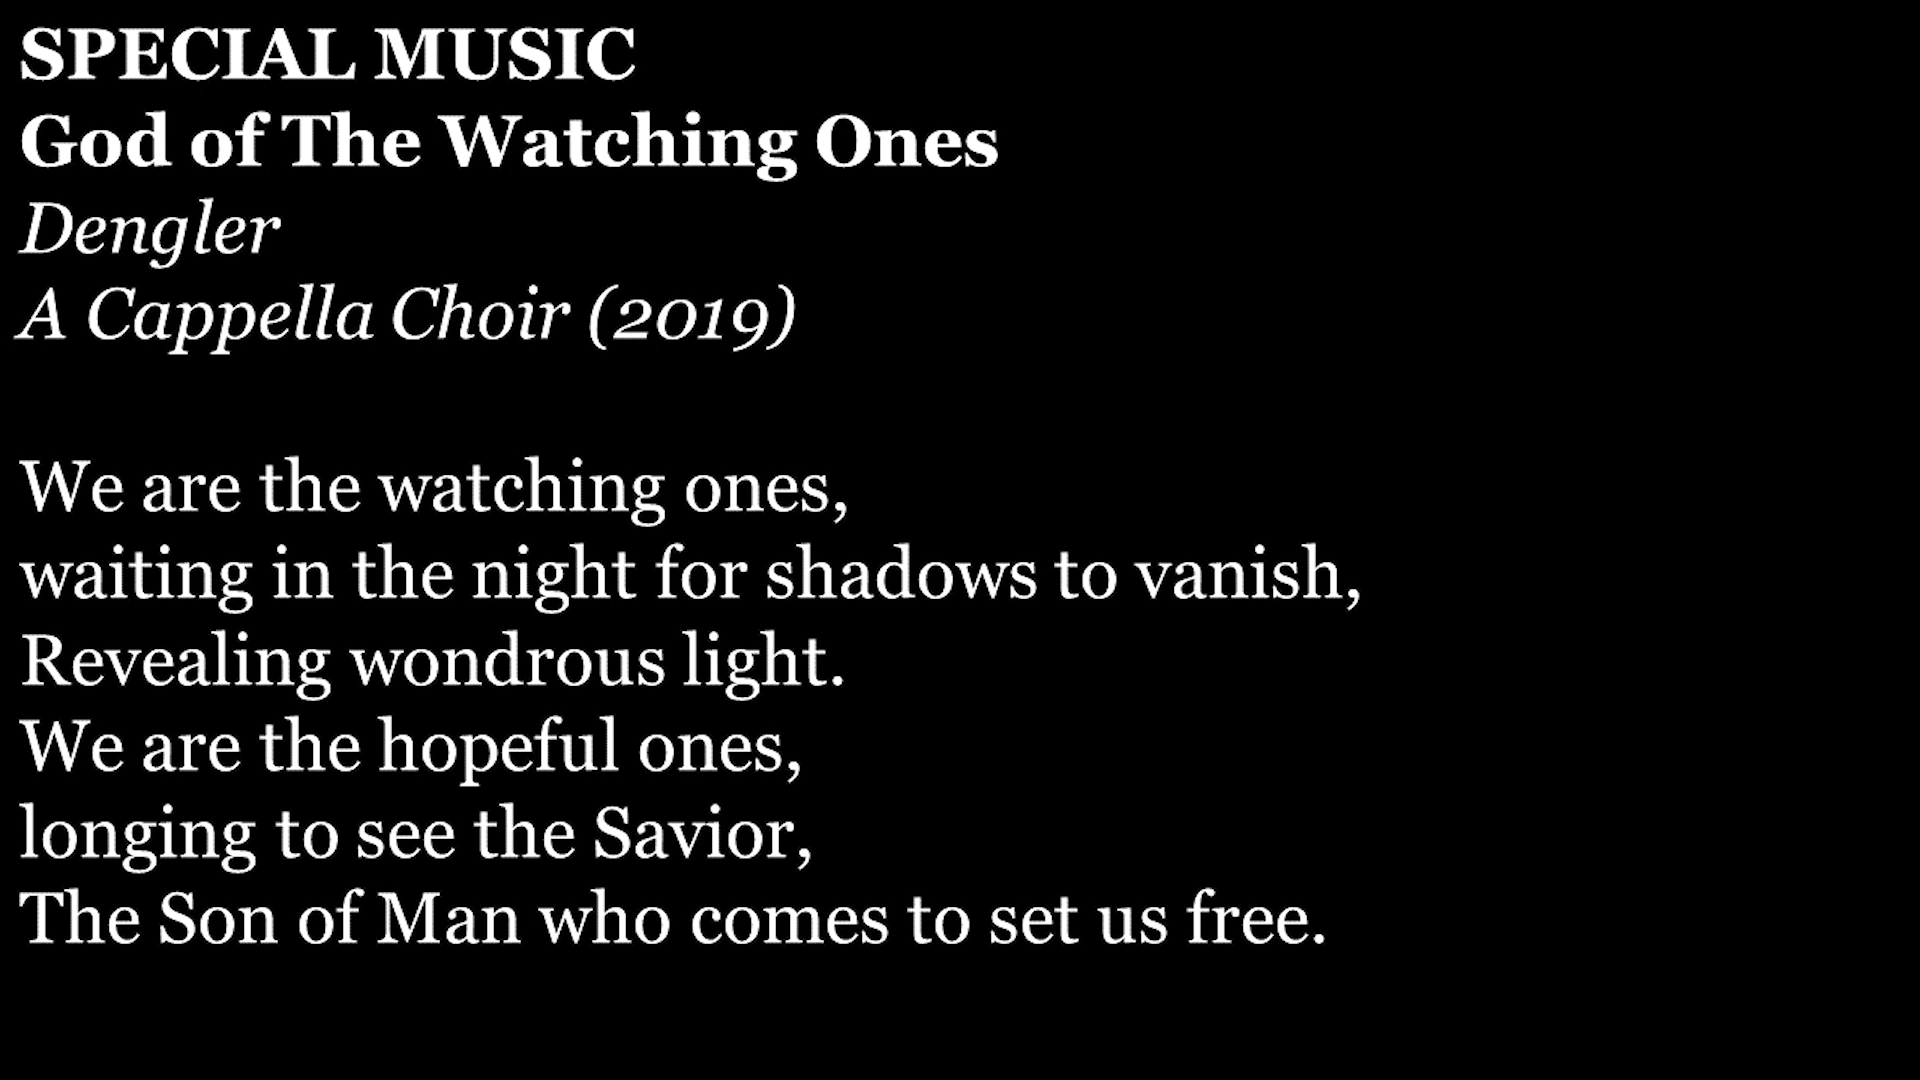 SPECIAL MUSIC
God of The Watching Ones
Dengler
A Cappella Choir (2019)
We are the watching ones,
waiting in the night for shadows to vanish,
Revealing wondrous light.
We are the hopeful ones,
longing to see the Savior,
The Son of Man who comes to set us free.